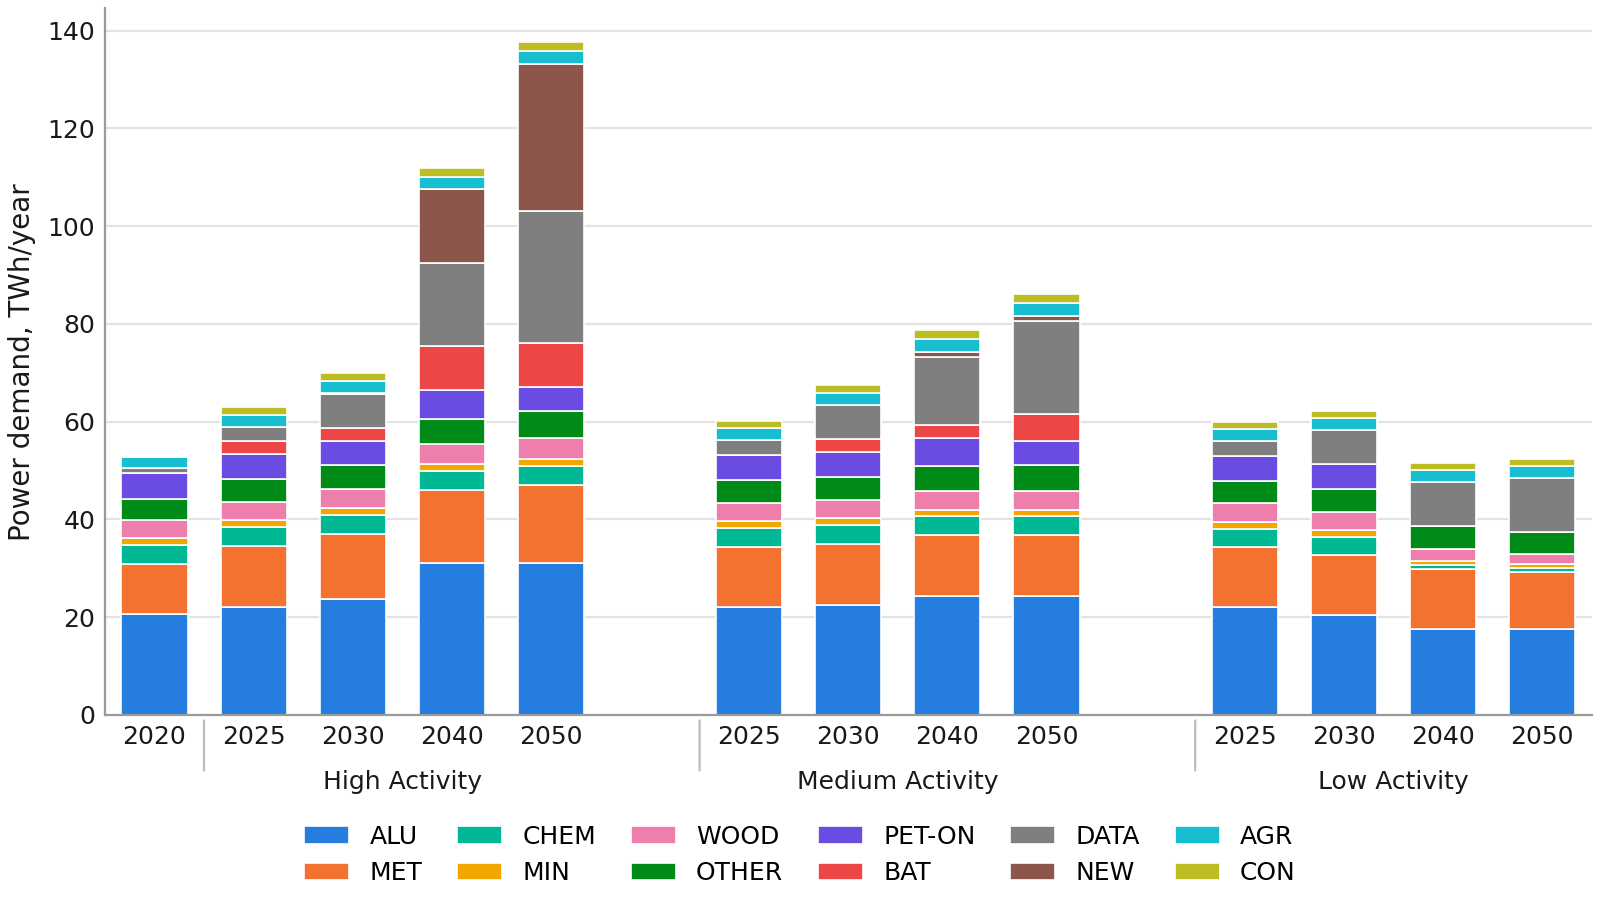 Power demand, TWh/year
140
120
100
80
60
40
20
0
2020 2025 2030 2040 2050 2025 2030 2040 2050 2025 2030 2040 2050
High Activity Medium Activity Low Activity
ALU CHEM WOOD PET-ON DATA AGR
MET MIN OTHER BAT NEW CON